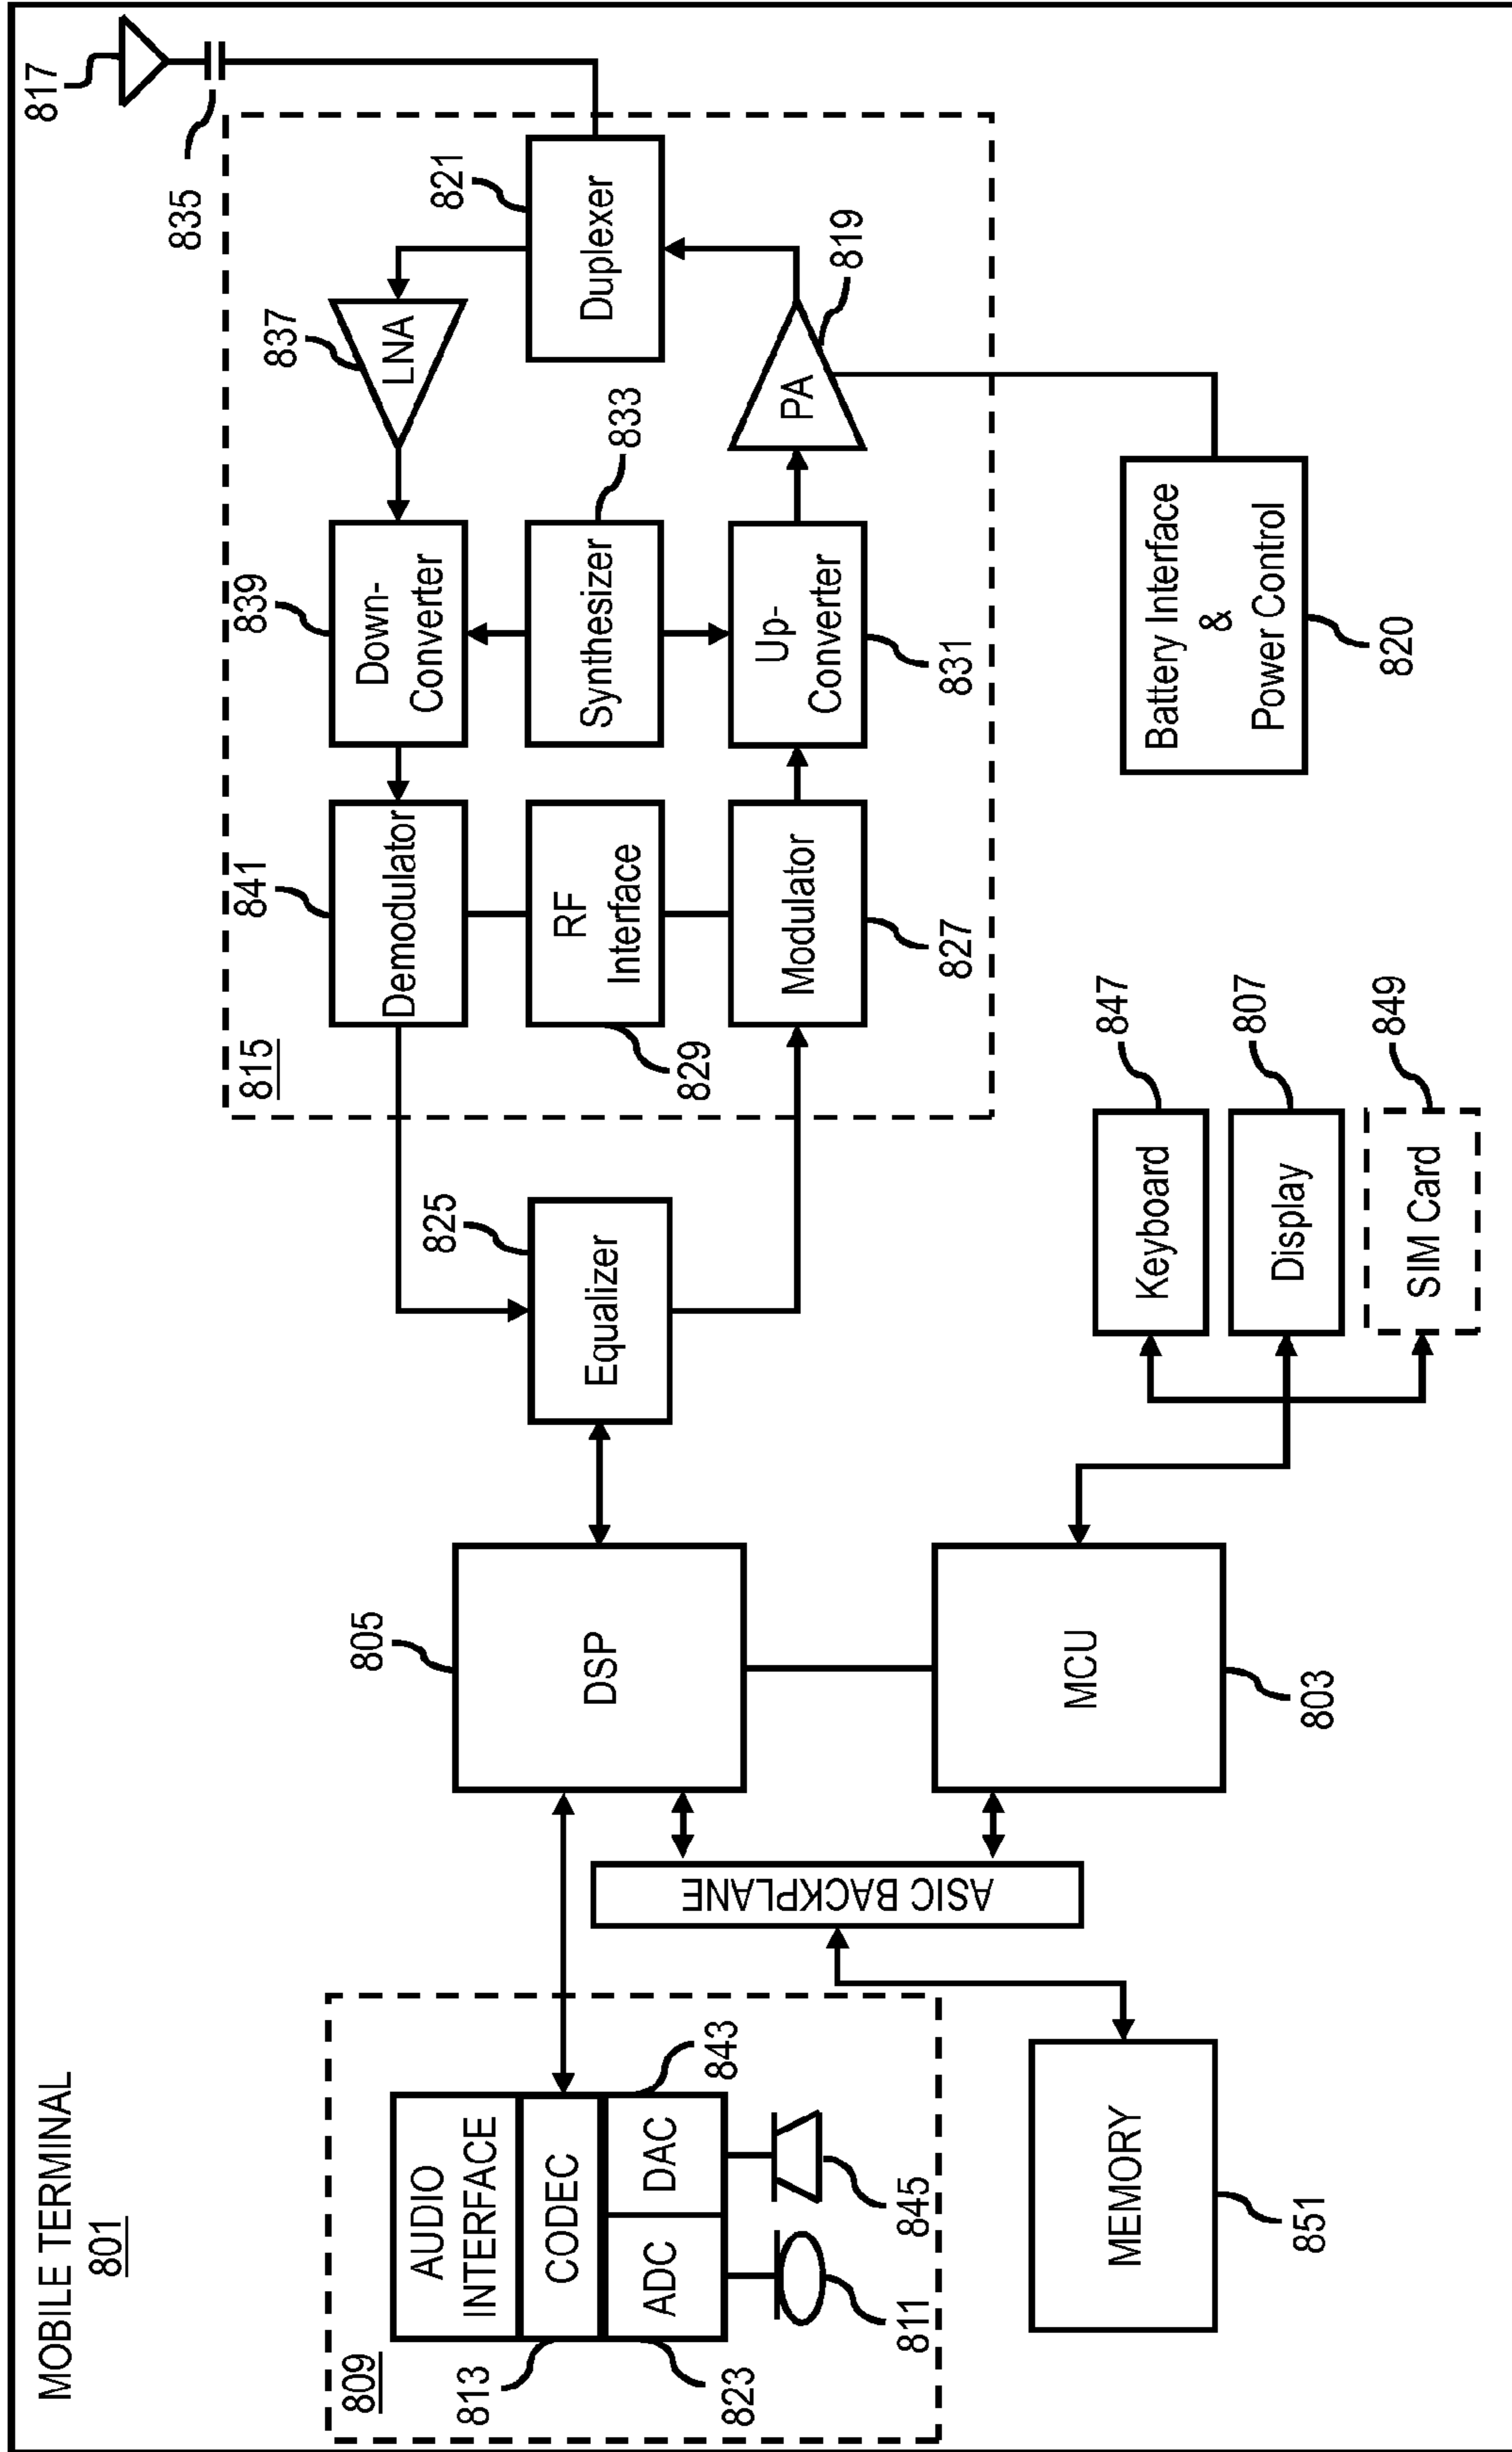 MOBILE TERMINAL
801
809
AUDIO
INTERFACE
CODEC
ADC
DAC
813
823
843
811
845
MEMORY
851
ASIC BACKPLANE
DSP
805
MCU
803
Equalizer
825
Keyboard
847
Display
807
SIM Card
849
815
Demodulator
841
RF
Interface
829
Modulator
827
Down-
Converter
839
Synthesizer
833
Up-
Converter
831
LNA
837
PA
819
Duplexer
821
835
817
Battery Interface
&
Power Control
820